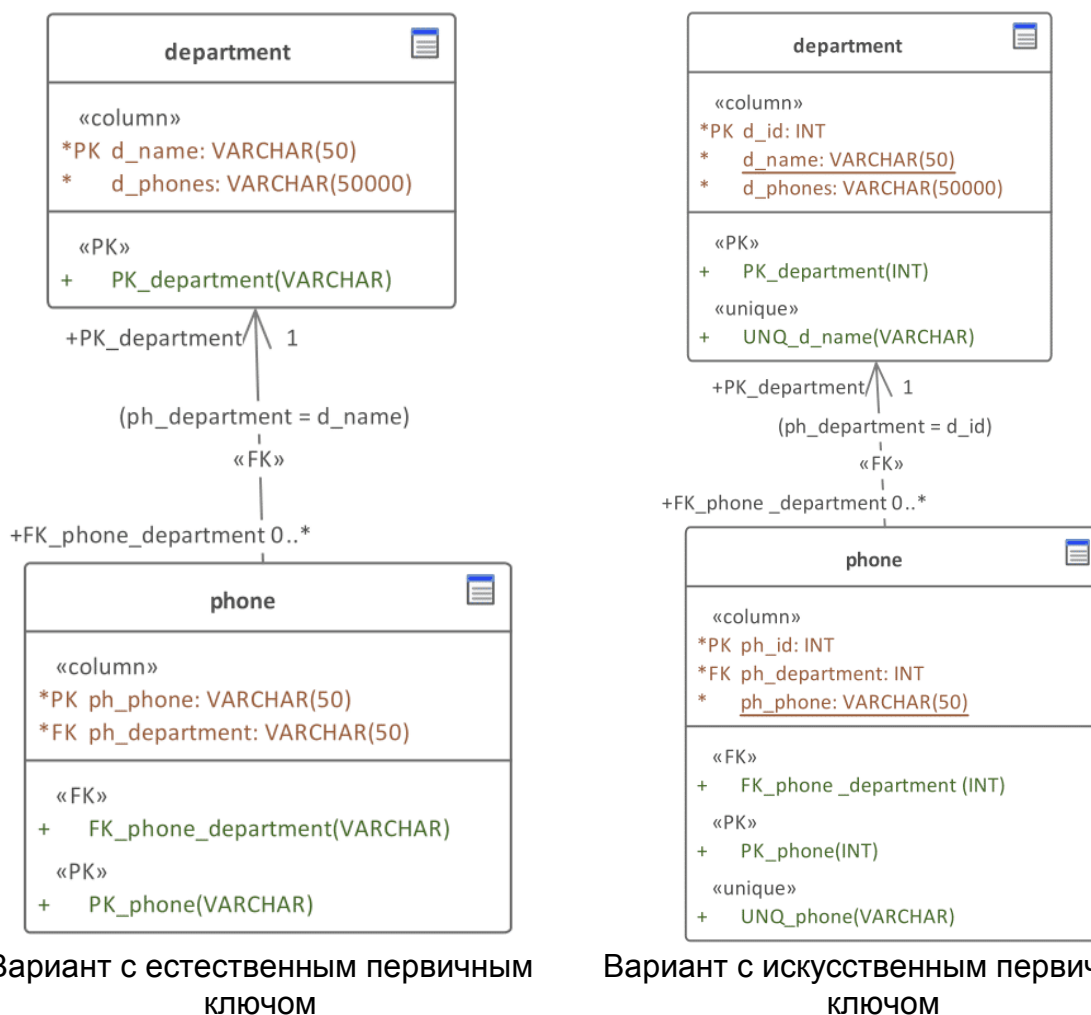 department
«column»
*PK d_name: VARCHAR(50)
* d_phones: VARCHAR(50000)
«PK»
+ PK_department(VARCHAR)
+PK_department 1
(ph_department = d_name)
«FK»
+FK_phone_department 0..*
phone
«column»
*PK ph_phone: VARCHAR(50)
*FK ph_department: VARCHAR(50)
«FK»
+ FK_phone_department(VARCHAR)
«PK»
+ PK_phone(VARCHAR)
Вариант с естественным первичным
ключом
department
«column»
*PK d_id: INT
* d_name: VARCHAR(50)
* d_phones: VARCHAR(50000)
«PK»
+ PK_department(INT)
«unique»
+ UNQ_d_name(VARCHAR)
+PK_department 1
(ph_department = d_id)
«FK»
+FK_phone _department 0..*
phone
«column»
*PK ph_id: INT
*FK ph_department: INT
* ph_phone: VARCHAR(50)
«FK»
+ FK_phone _department (INT)
«PK»
+ PK_phone(INT)
«unique»
+ UNQ_phone(VARCHAR)
Вариант с искусственным первич
ключом